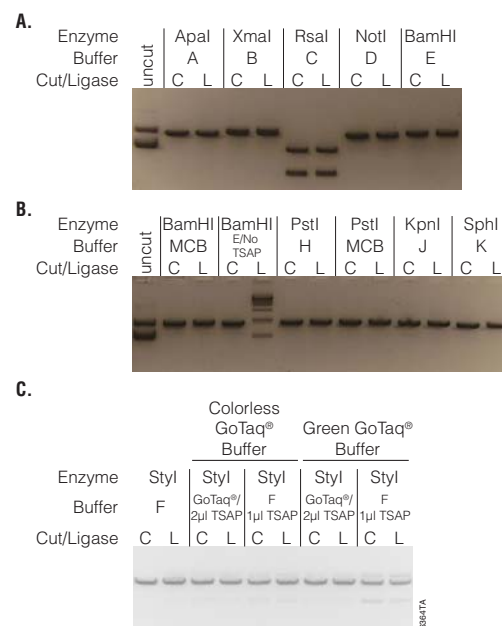 A.
Enzyme ApaI XmaI RsaI NotI BamHI
Buffer A B C D E
Cut/Ligase uncut C L C L C L C L C L
B.
Enzyme BamHI BamHI PstI PstI KpnI SphI
Buffer MCB E/No TSAP H MCB J K
Cut/Ligase uncut C L C L C L C L C L C L
C.
Colorless GoTaq® Buffer Green GoTaq® Buffer
Enzyme StyI StyI StyI StyI StyI
Buffer F GoTaq®/ 2µl TSAP F 1µl TSAP GoTaq®/ 2µl TSAP F 1µl TSAP
Cut/Ligase C L C L C L C L C L